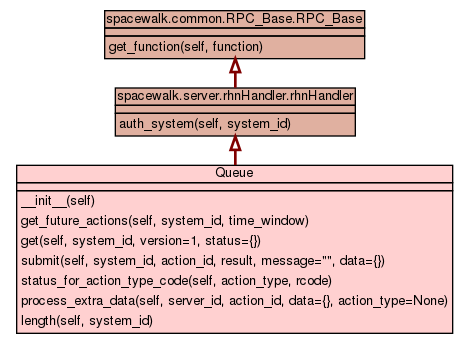 spacewalk.common.RPC_Base.RPC_Base
get_function(self, function)
spacewalk.server.rhnHandler.rhnHandler
auth_system(self, system_id)
Queue
__init__(self)
get_future_actions(self, system_id, time_window)
get(self, system_id, version=1, status={})
submit(self, system_id, action_id, result, message="", data={})
status_for_action_type_code(self, action_type, rcode)
process_extra_data(self, server_id, action_id, data={}, action_type=None)
length(self, system_id)